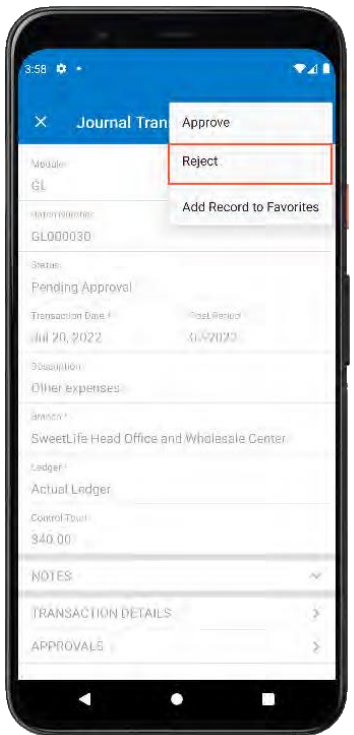 3:58
Journal Tran
Approve
Reject
Add Record to Favorites
Module
GL
Batch Number
GL000030
Status
Pending Approval
Transaction Date *
Post Period
Jul 20, 2022
Description
Other expenses
Branch *
SweetLife Head Office and Wholesale Center
Ledger *
Actual Ledger
Control Total
340.00
NOTES
TRANSACTION DETAILS
APPROVALS